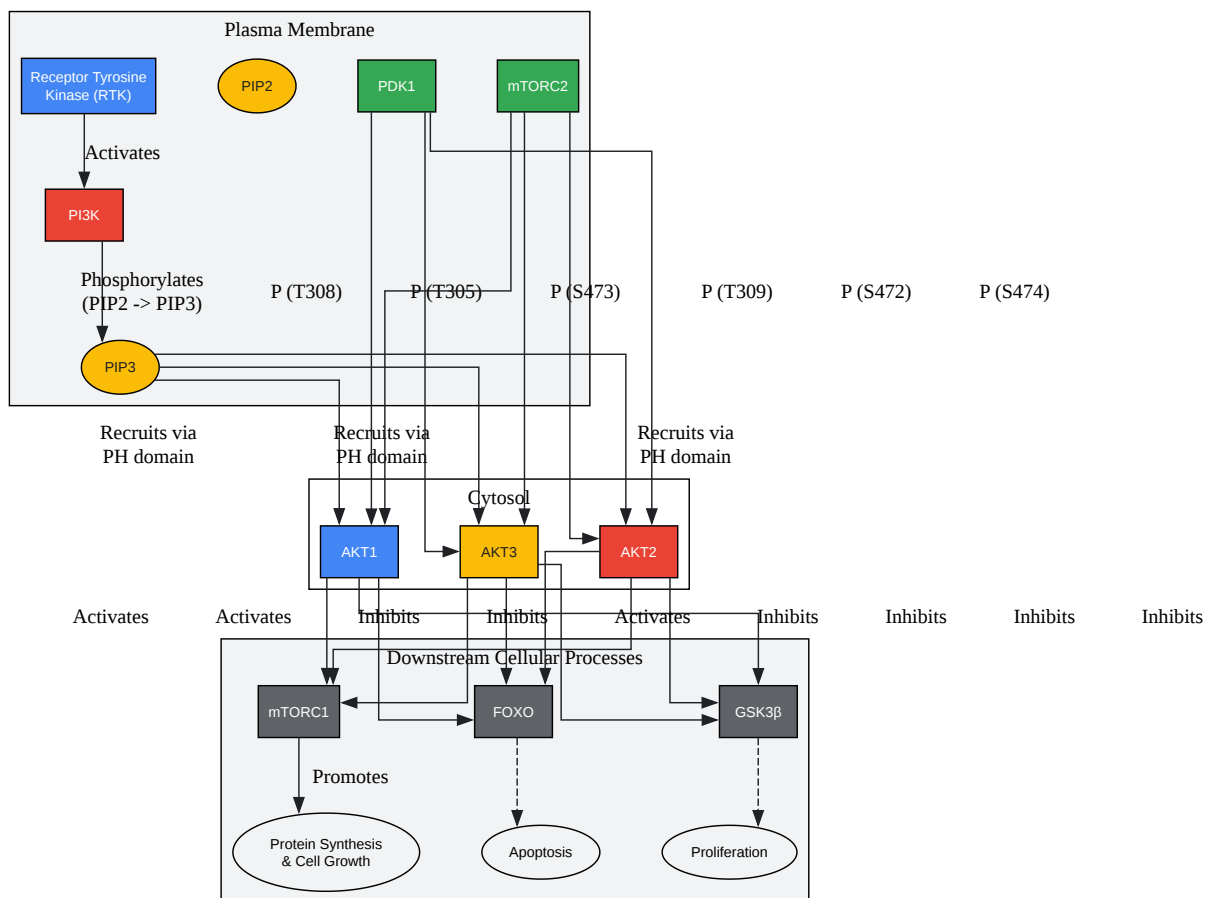 Plasma Membrane
Receptor Tyrosine
Kinase (RTK)
PIP2
PDK1
mTORC2
Activates
PI3K
Phosphorylates
(PIP2 -> PIP3)
P (T308)
P (T305)
P (S473)
P (T309)
P (S472)
P (S474)
PIP3
Recruits via
PH domain
Recruits via
PH domain
Recruits via
PH domain
Cytosol
AKT1
AKT3
AKT2
Activates
Activates
Inhibits
Inhibits
Activates
Inhibits
Inhibits
Inhibits
Inhibits
Downstream Cellular Processes
mTORC1
FOXO
GSK3β
Promotes
Protein Synthesis
& Cell Growth
Apoptosis
Proliferation